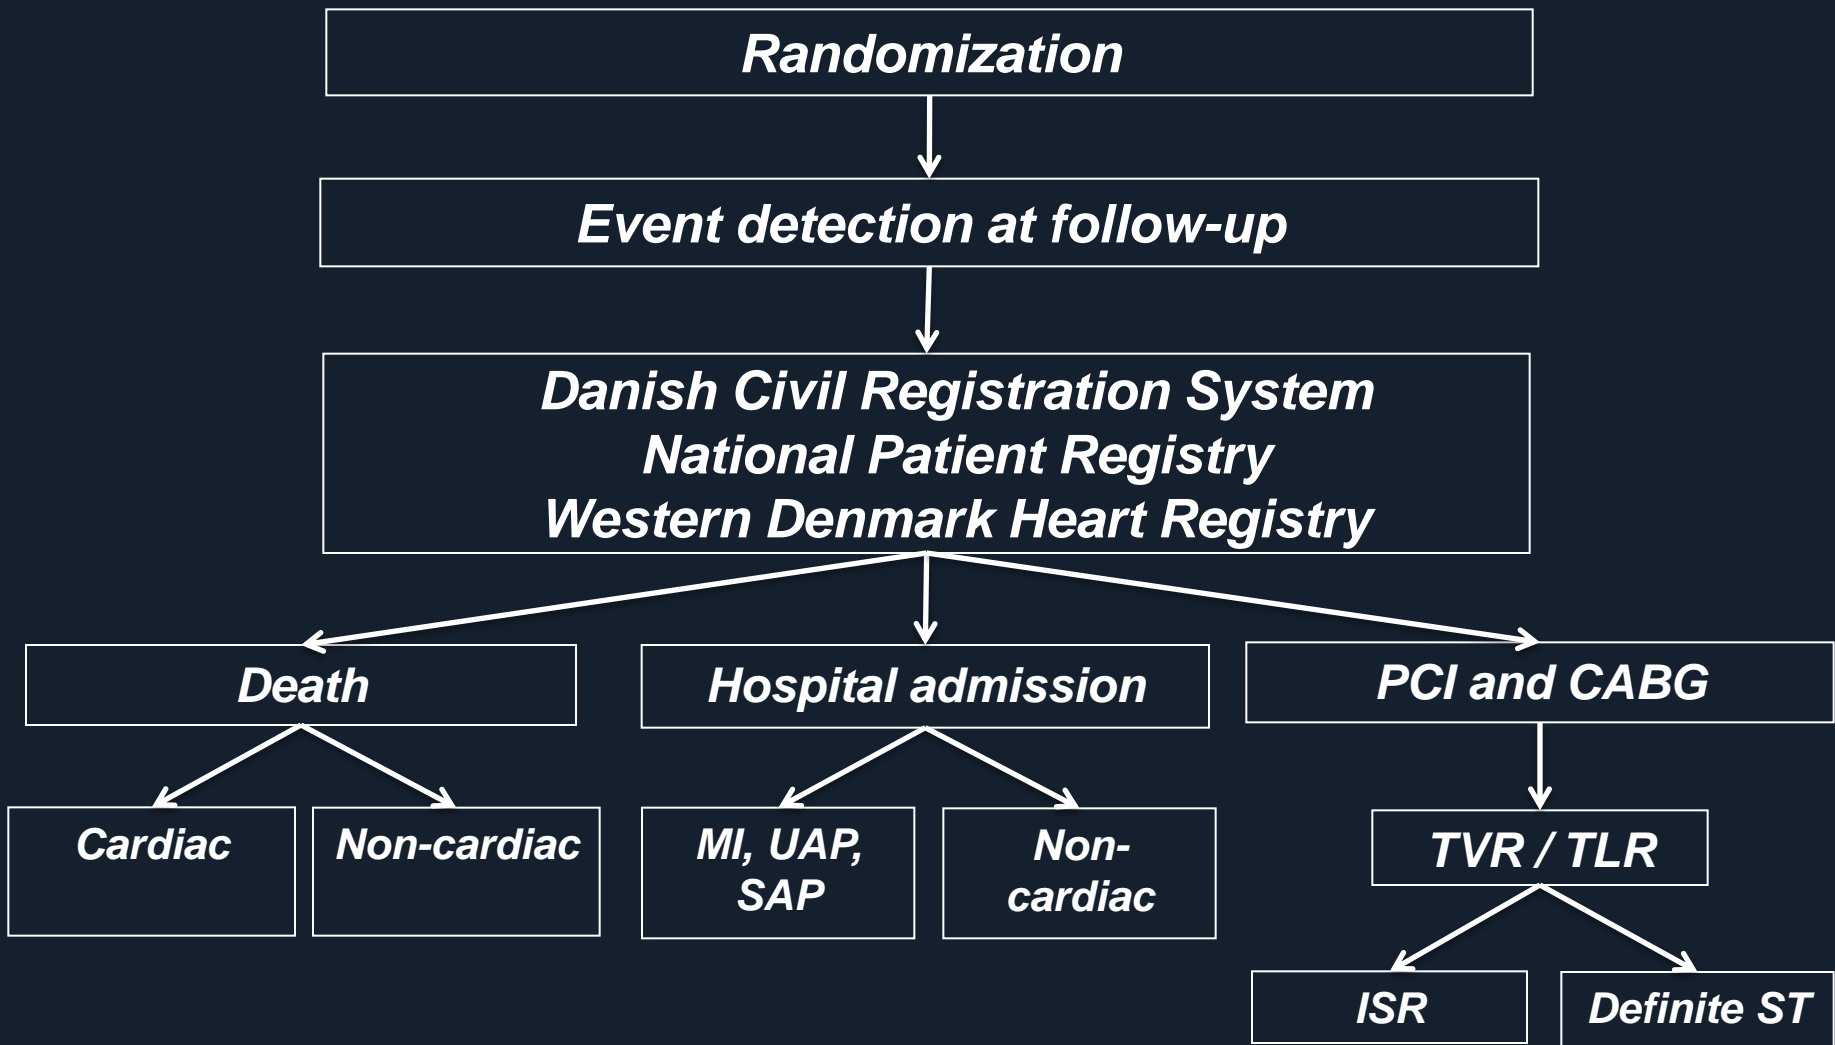 Randomization
Event detection at follow-up
Danish Civil Registration System
National Patient Registry
Western Denmark Heart Registry
Death
Hospital admission
PCI and CABG
Cardiac
Non-cardiac
MI, UAP,
SAP
Non-
cardiac
TVR / TLR
ISR
Definite ST